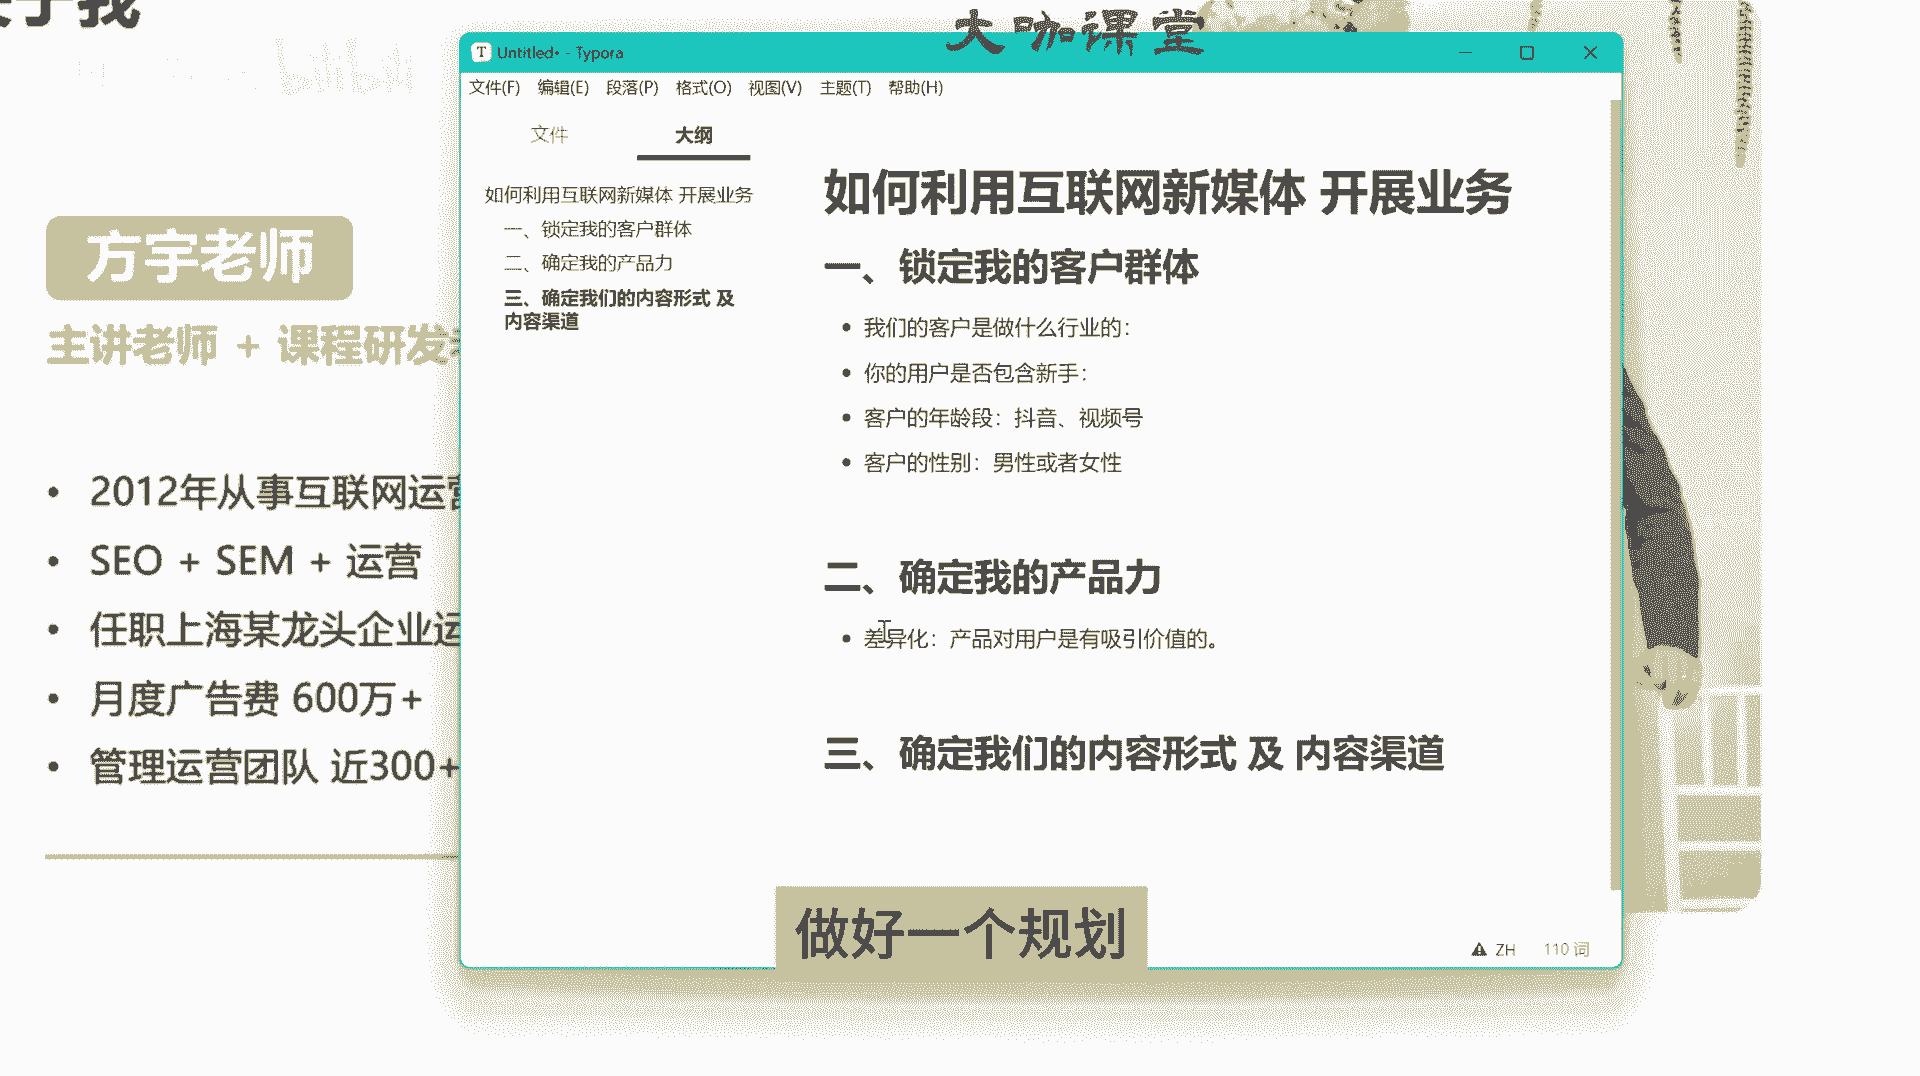 关于我
bilibili
大咖课堂
Untitled• - Typora
文件(F) 编辑(E) 段落(P) 格式(O) 视图(V) 主题(T) 帮助(H)
文件 大纲
如何利用互联网新媒体 开展业务
一、锁定我的客户群体
二、确定我的产品力
三、确定我们的内容形式 及
内容渠道
如何利用互联网新媒体 开展业务
一、锁定我的客户群体
• 我们的客户是做什么行业的：
• 你的用户是否包含新手：
• 客户的年龄段：抖音、视频号
• 客户的性别：男性或者女性
二、确定我的产品力
• 差异化：产品对用户是有吸引价值的。
三、确定我们的内容形式 及 内容渠道
ZH 110 词
方宇老师
主讲老师 + 课程研发
• 2012年从事互联网运营
• SEO + SEM + 运营
• 任职上海某龙头企业运
• 月度广告费 600万+
• 管理运营团队 近300+
做好一个规划